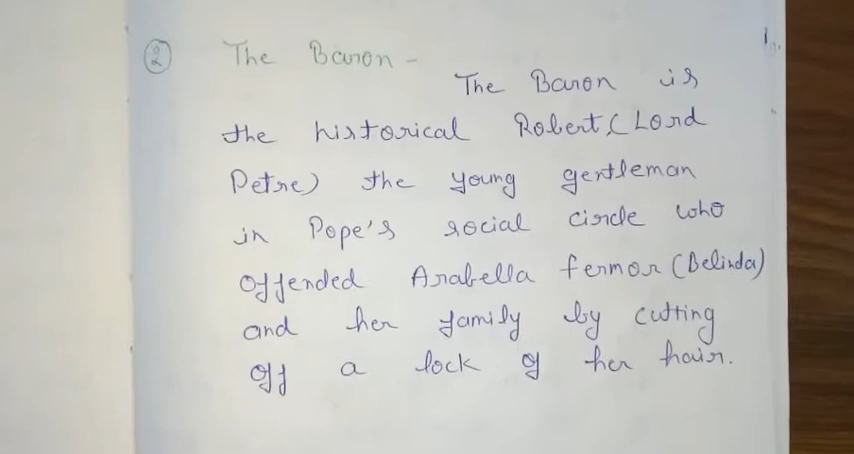 ② The Baron -
The Baron is
the historical Robert (Lord
Petre) the young gentleman
in Pope's social circle who
offended Arabella fermor (Belinda)
and her family by cutting
off a lock of her hair.